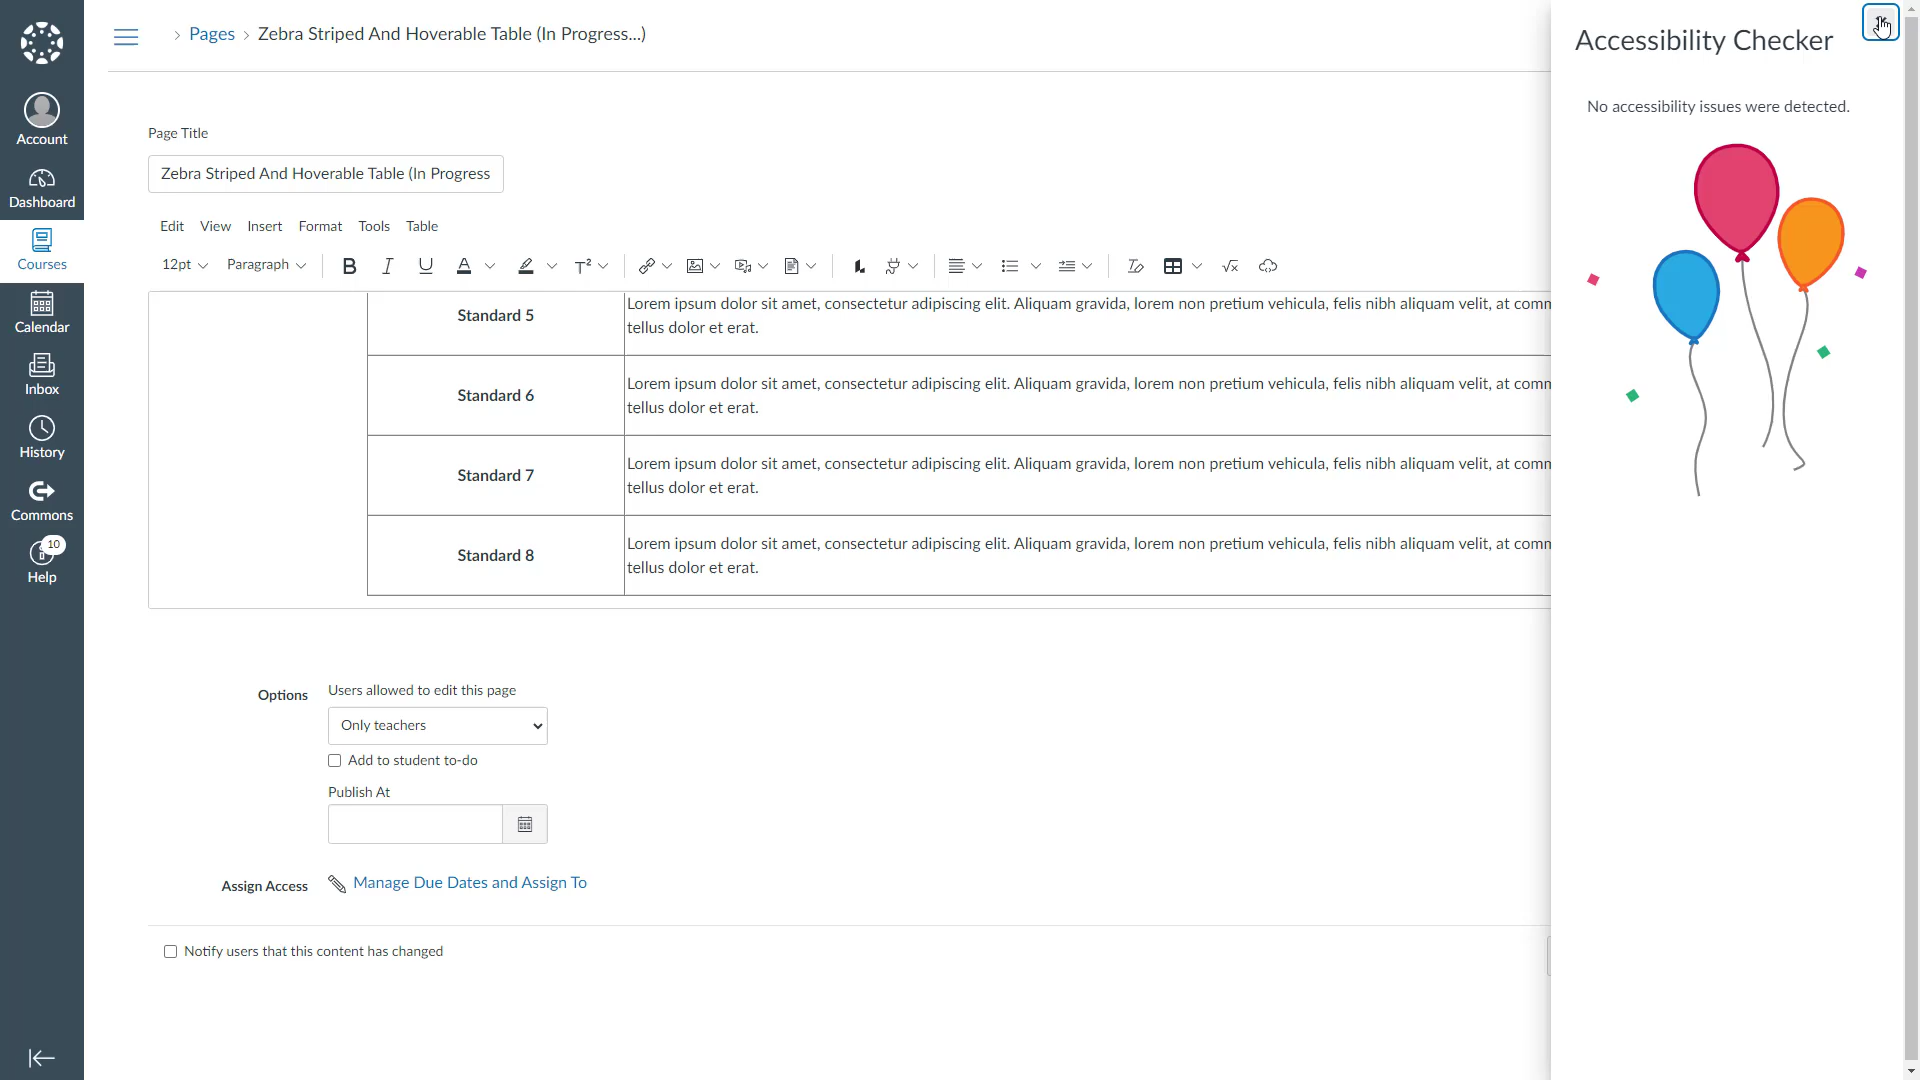 Pages > Zebra Striped And Hoverable Table (In Progress...)
Account
Dashboard
Courses
Calendar
Inbox
History
Commons
10
Help
Page Title
Zebra Striped And Hoverable Table (In Progress
Edit View Insert Format Tools Table
12pt Paragraph
Standard 5
Lorem ipsum dolor sit amet, consectetur adipiscing elit. Aliquam gravida, lorem non pretium vehicula, felis nibh aliquam velit, at comm
tellus dolor et erat.
Standard 6
Lorem ipsum dolor sit amet, consectetur adipiscing elit. Aliquam gravida, lorem non pretium vehicula, felis nibh aliquam velit, at comm
tellus dolor et erat.
Standard 7
Lorem ipsum dolor sit amet, consectetur adipiscing elit. Aliquam gravida, lorem non pretium vehicula, felis nibh aliquam velit, at comm
tellus dolor et erat.
Standard 8
Lorem ipsum dolor sit amet, consectetur adipiscing elit. Aliquam gravida, lorem non pretium vehicula, felis nibh aliquam velit, at comm
tellus dolor et erat.
Options
Users allowed to edit this page
Only teachers
Add to student to-do
Publish At
Assign Access
Manage Due Dates and Assign To
Notify users that this content has changed
Accessibility Checker
No accessibility issues were detected.